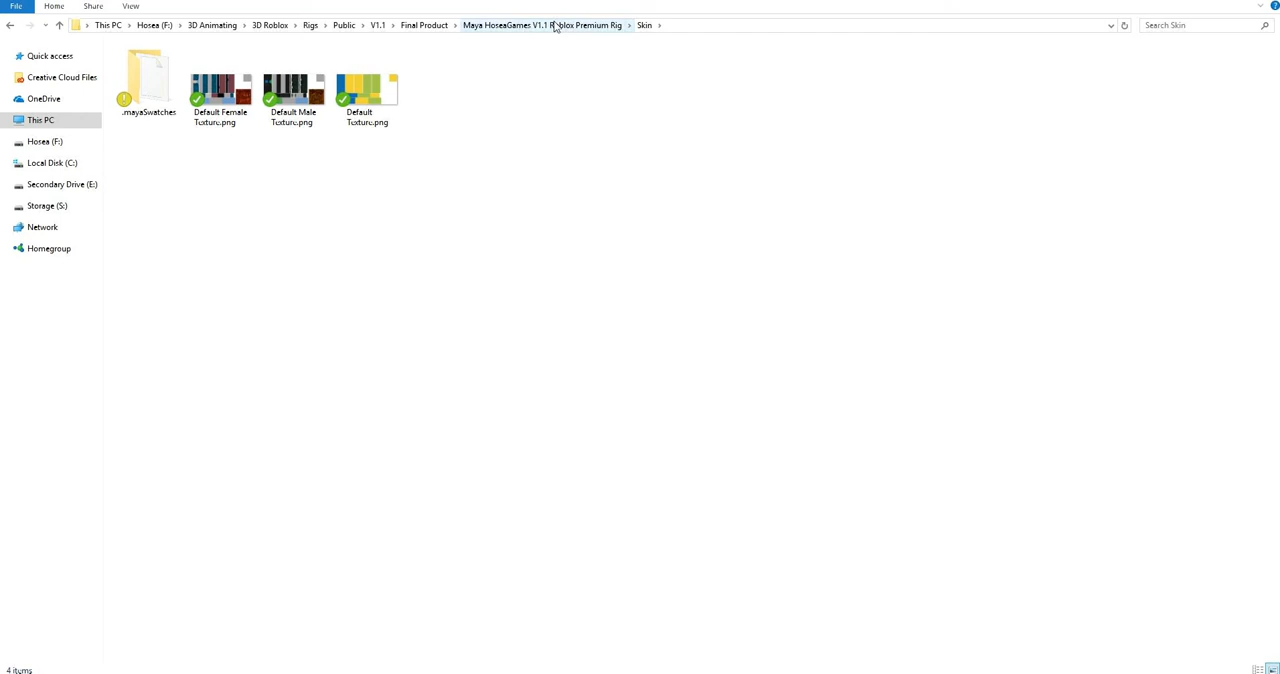 File Home Share View
This PC Hosea (F:) 3D Animating 3D Roblox Rigs Public V1.1 Final Product Maya HoseaGames V1.1 Roblox Premium Rig Skin
Search Skin
Quick access
Creative Cloud Files
OneDrive
This PC
Hosea (F:)
Local Disk (C:)
Secondary Drive (E:)
Storage (S:)
Network
Homegroup
.mayaSwatches
Default Female
Texture.png
Default Male
Texture.png
Default
Texture.png
4 items